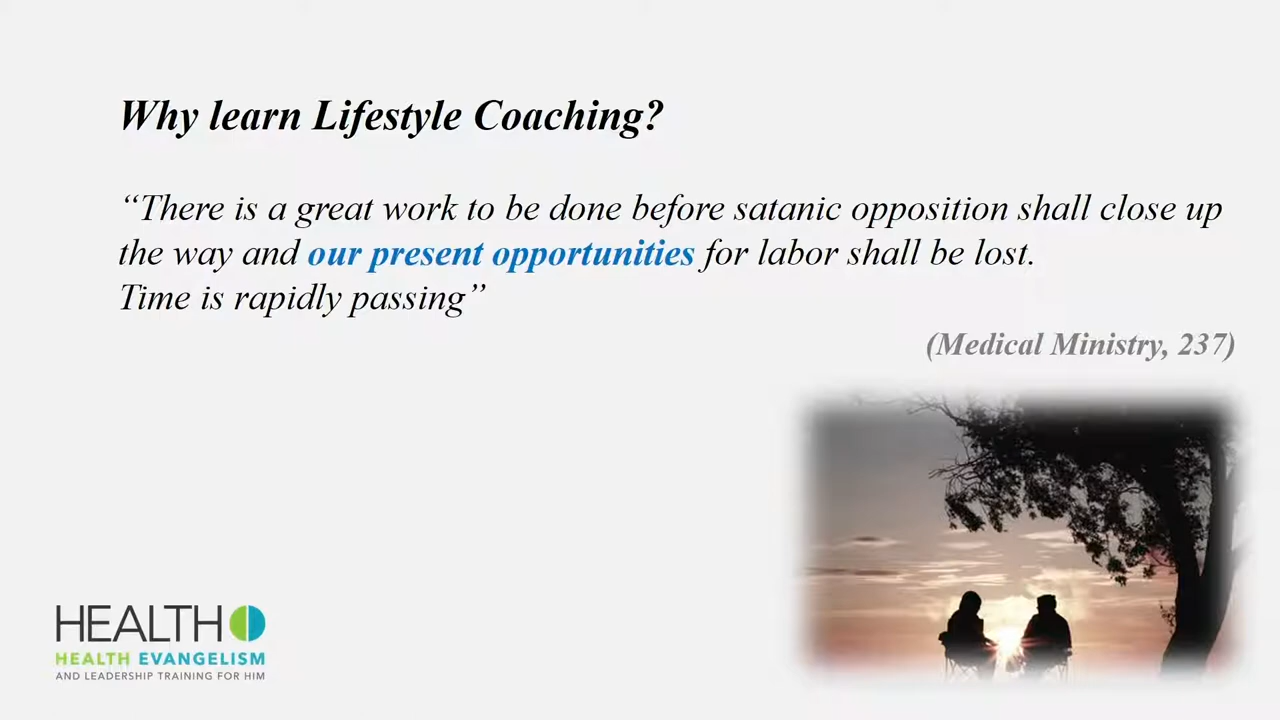 Why learn Lifestyle Coaching?
“There is a great work to be done before satanic opposition shall close up
the way and our present opportunities for labor shall be lost.
Time is rapidly passing”
(Medical Ministry, 237)
HEALTH
HEALTH EVANGELISM
AND LEADERSHIP TRAINING FOR HIM